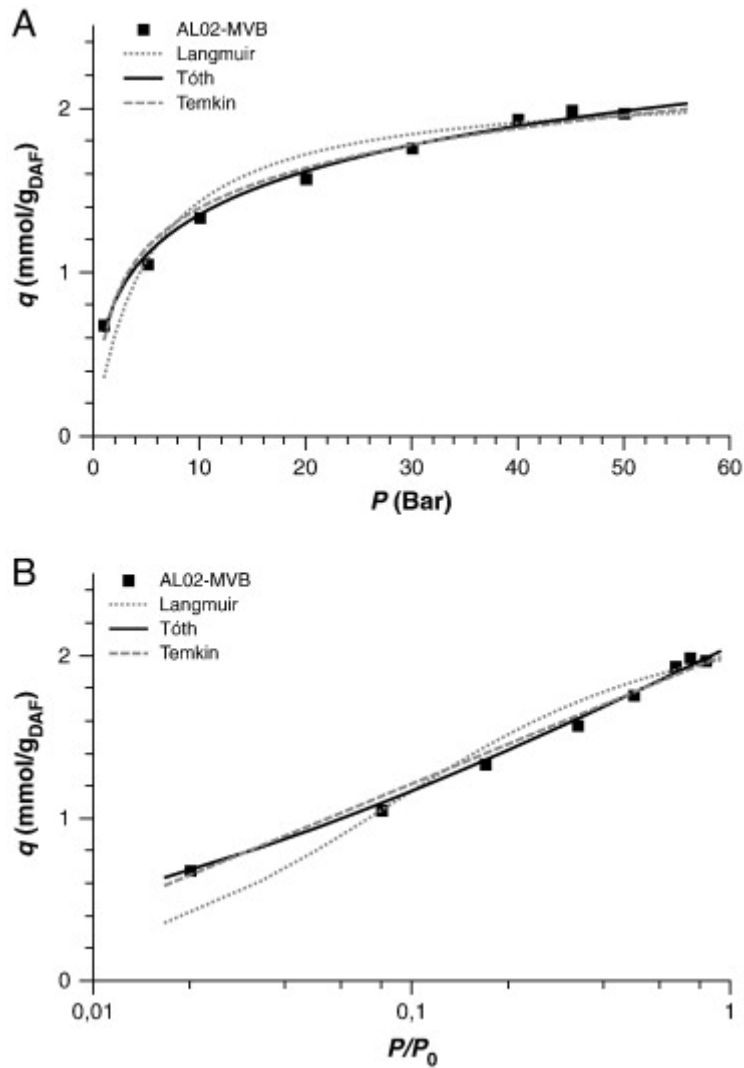 A
AL02-MVB
Langmuir
Tóth
Temkin
2
1
0
q (mmol/gDAF)
0 10 20 30 40 50 60
P (Bar)
B
AL02-MVB
Langmuir
Tóth
Temkin
2
1
0
q (mmol/gDAF)
0,01 0,1 1
P/P0